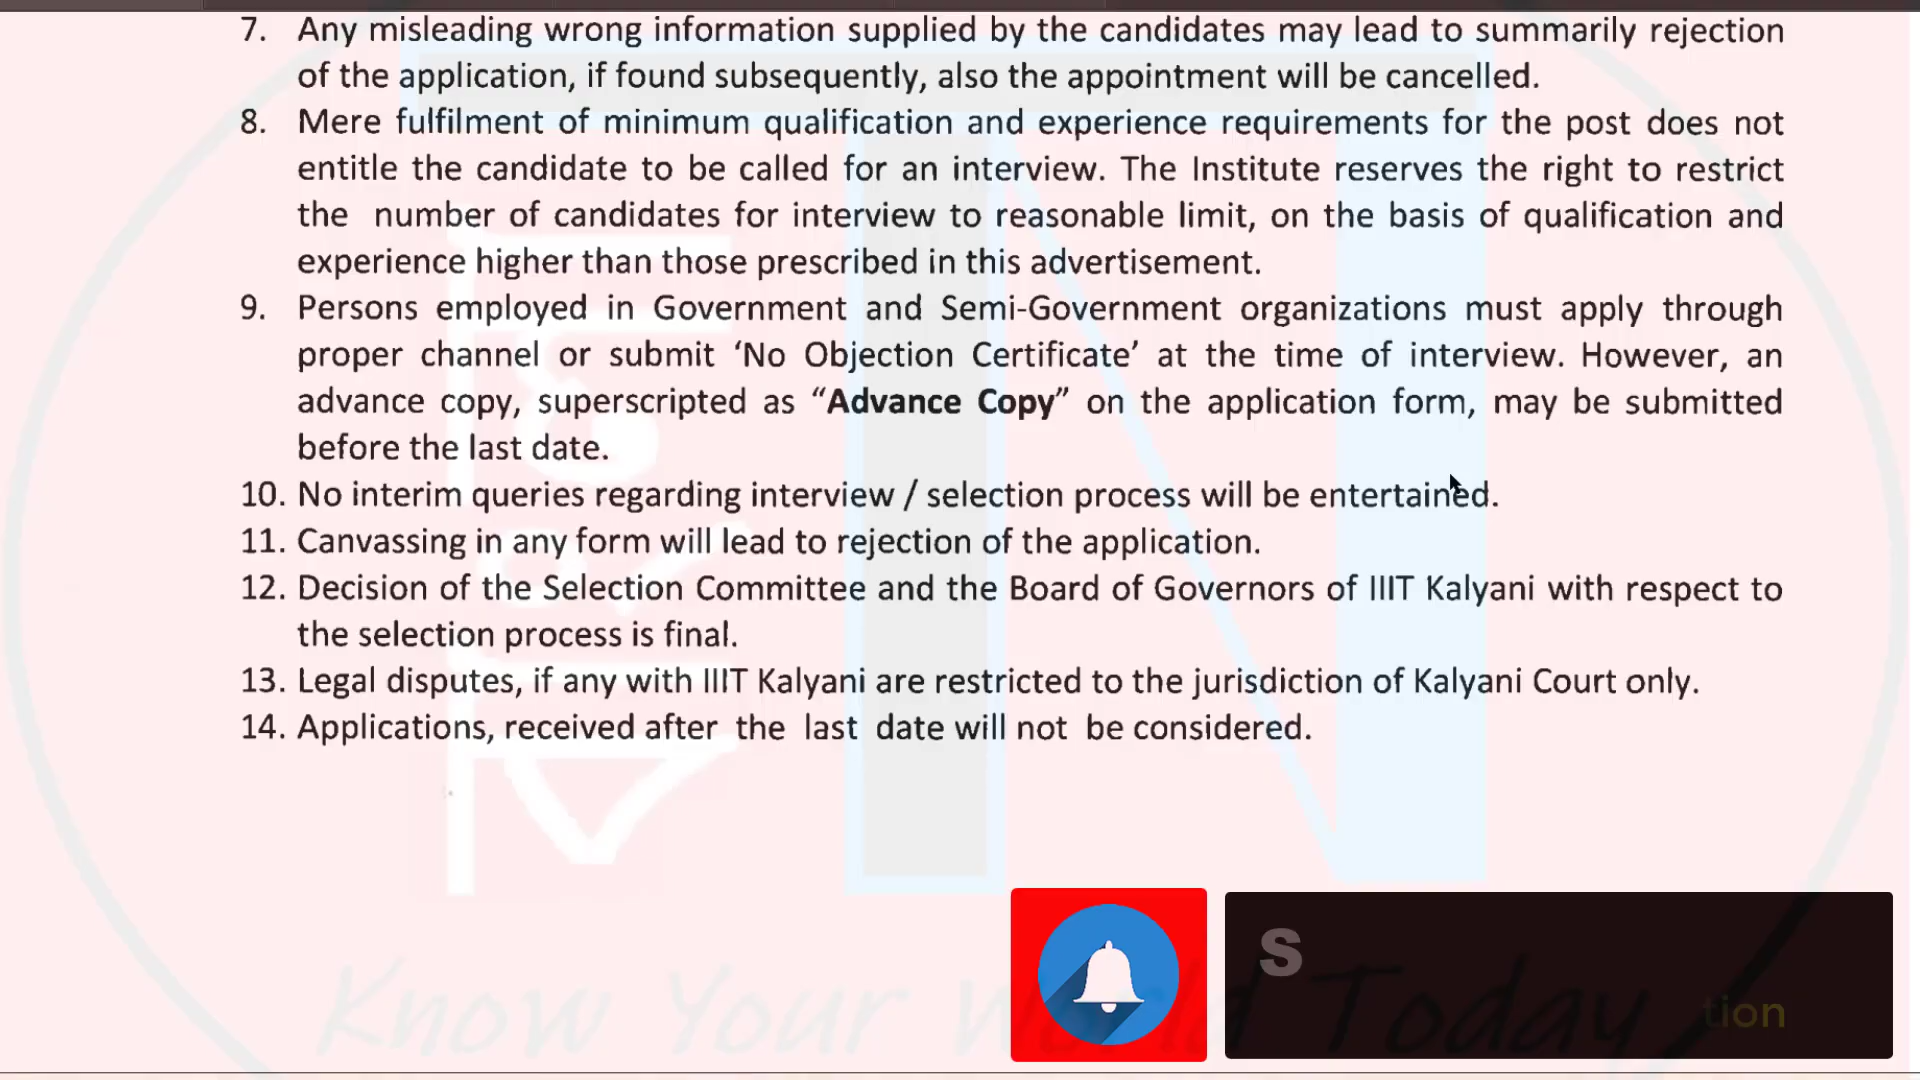 7. Any misleading wrong information supplied by the candidates may lead to summarily rejection
of the application, if found subsequently, also the appointment will be cancelled.
8. Mere fulfilment of minimum qualification and experience requirements for the post does not
entitle the candidate to be called for an interview. The Institute reserves the right to restrict
the number of candidates for interview to reasonable limit, on the basis of qualification and
experience higher than those prescribed in this advertisement.
9. Persons employed in Government and Semi-Government organizations must apply through
proper channel or submit ‘No Objection Certificate’ at the time of interview. However, an
advance copy, superscripted as “Advance Copy” on the application form, may be submitted
before the last date.
10. No interim queries regarding interview / selection process will be entertained.
11. Canvassing in any form will lead to rejection of the application.
12. Decision of the Selection Committee and the Board of Governors of IIIT Kalyani with respect to
the selection process is final.
13. Legal disputes, if any with IIIT Kalyani are restricted to the jurisdiction of Kalyani Court only.
14. Applications, received after the last date will not be considered.
S
Know Your World Today
tion